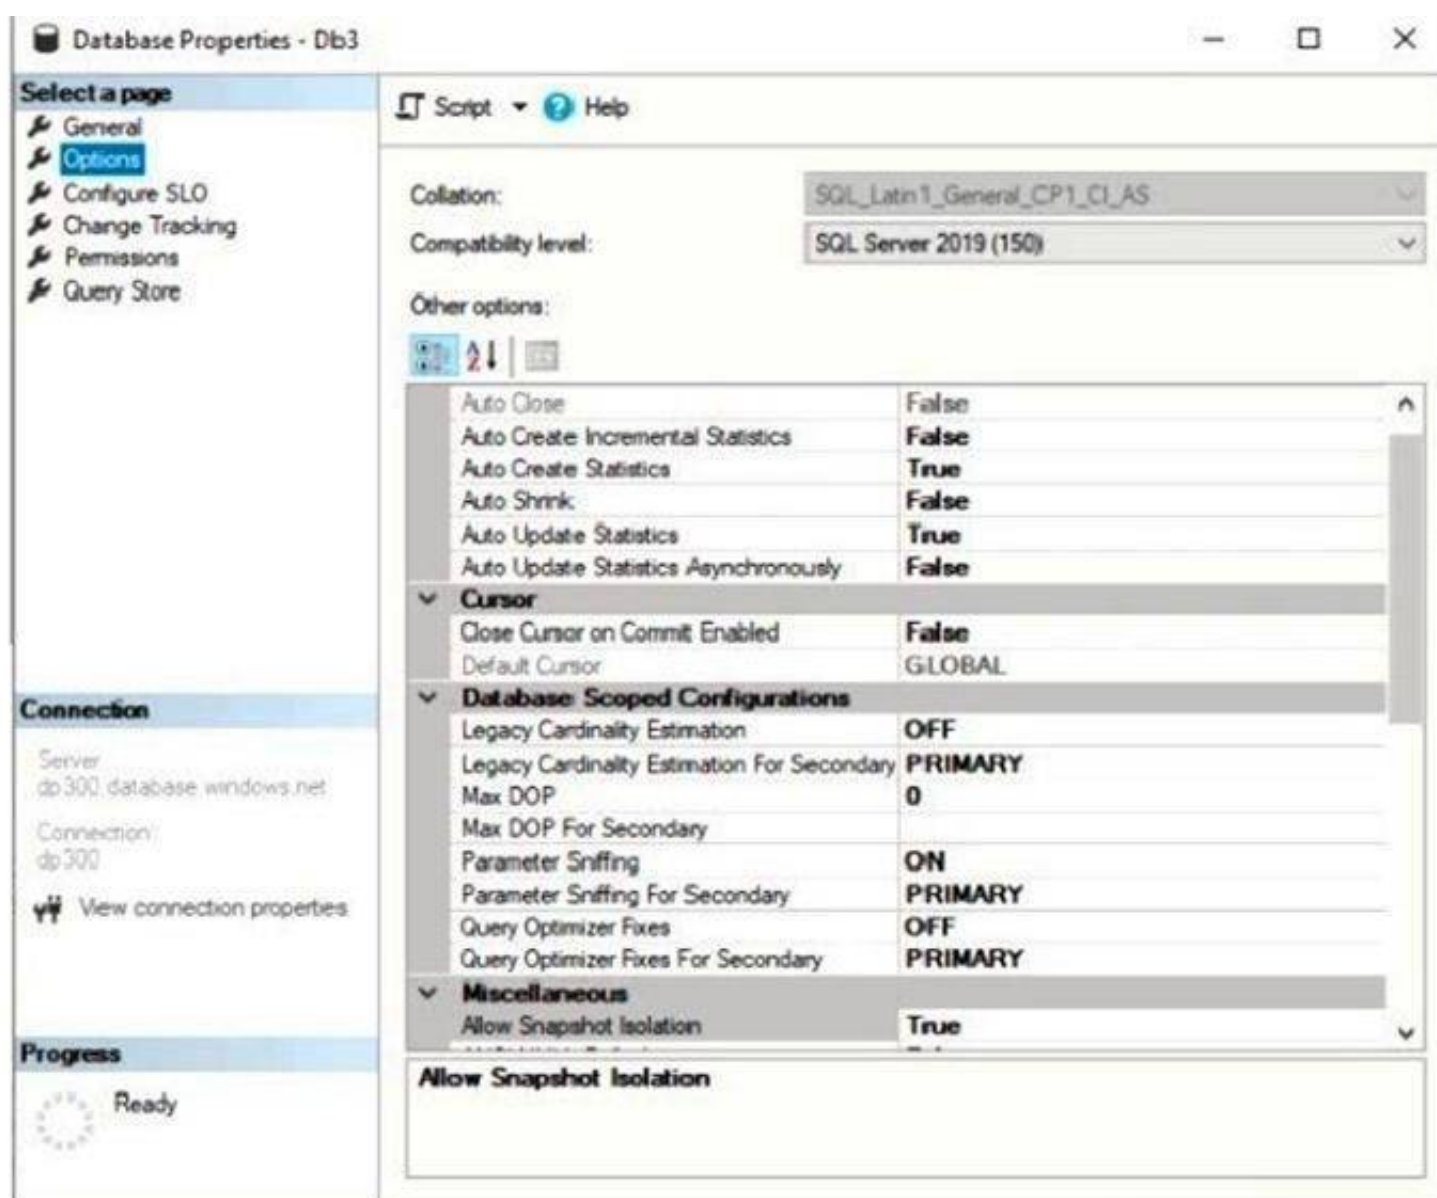 Database Properties - Db3
Select a page
General
Options
Configure SLO
Change Tracking
Permissions
Query Store
Connection
Server
dp300.database.windows.net
Connection:
dp300
View connection properties
Progress
Ready
Script Help
Collation: SQL_Latin1_General_CP1_CI_AS
Compatibility level: SQL Server 2019 (150)
Other options:
Auto Close False
Auto Create Incremental Statistics False
Auto Create Statistics True
Auto Shrink False
Auto Update Statistics True
Auto Update Statistics Asynchronously False
Cursor
Close Cursor on Commit Enabled False
Default Cursor GLOBAL
Database Scoped Configurations
Legacy Cardinality Estimation OFF
Legacy Cardinality Estimation For Secondary PRIMARY
Max DOP 0
Max DOP For Secondary
Parameter Sniffing ON
Parameter Sniffing For Secondary PRIMARY
Query Optimizer Fixes OFF
Query Optimizer Fixes For Secondary PRIMARY
Miscellaneous
Allow Snapshot Isolation True
Allow Snapshot Isolation